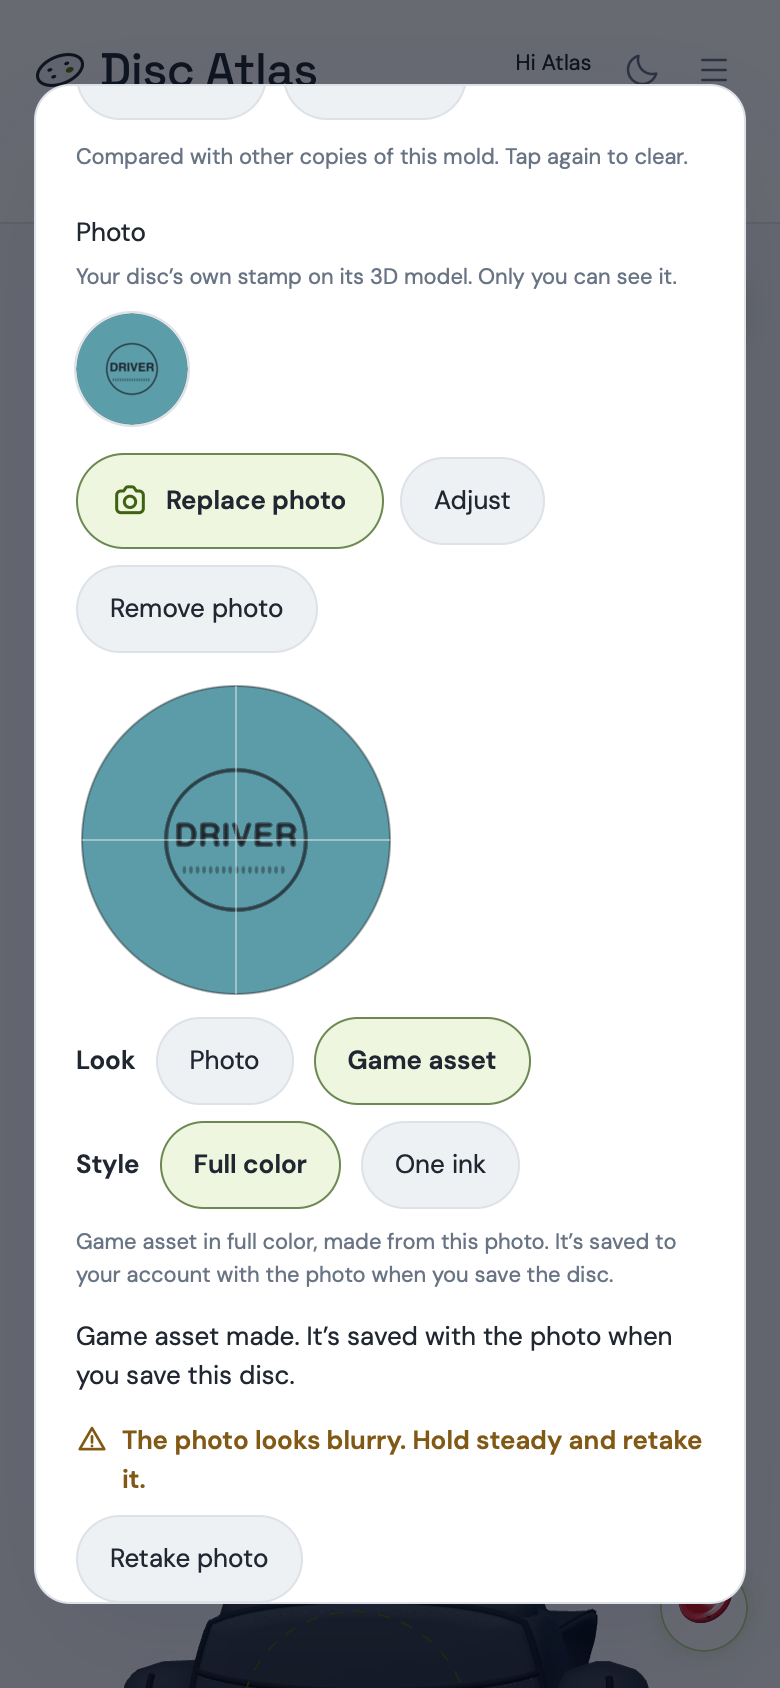 Disc Atlas
Hi Atlas
Compared with other copies of this mold. Tap again to clear.
Photo
Your disc’s own stamp on its 3D model. Only you can see it.
DRIVER
Replace photo
Adjust
Remove photo
DRIVER
Look
Photo
Game asset
Style
Full color
One ink
Game asset in full color, made from this photo. It’s saved to
your account with the photo when you save the disc.
Game asset made. It’s saved with the photo when
you save this disc.
The photo looks blurry. Hold steady and retake
it.
Retake photo